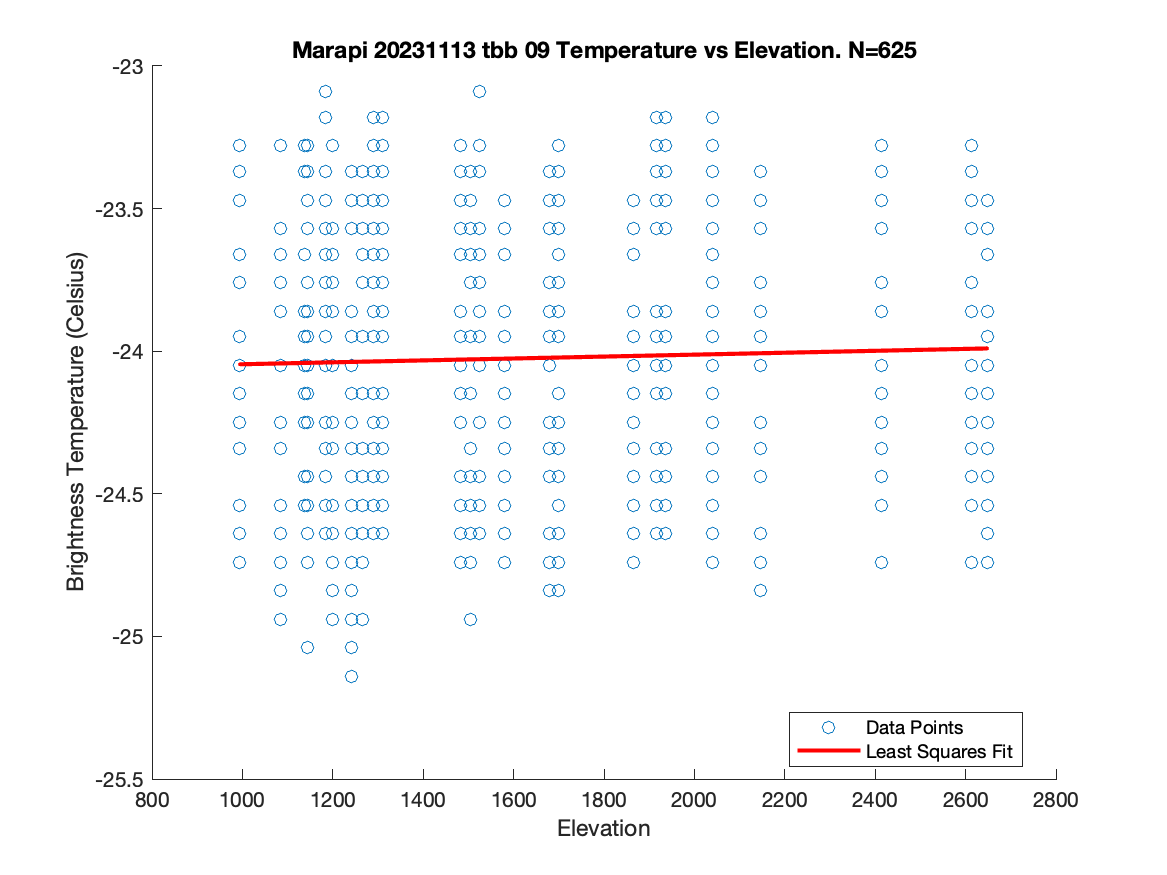 Marapi 20231113 tbb 09 Temperature vs Elevation. N=625
-23
-23.5
-24
-24.5
-25
-25.5
Brightness Temperature (Celsius)
Data Points
Least Squares Fit
800 1000 1200 1400 1600 1800 2000 2200 2400 2600 2800
Elevation